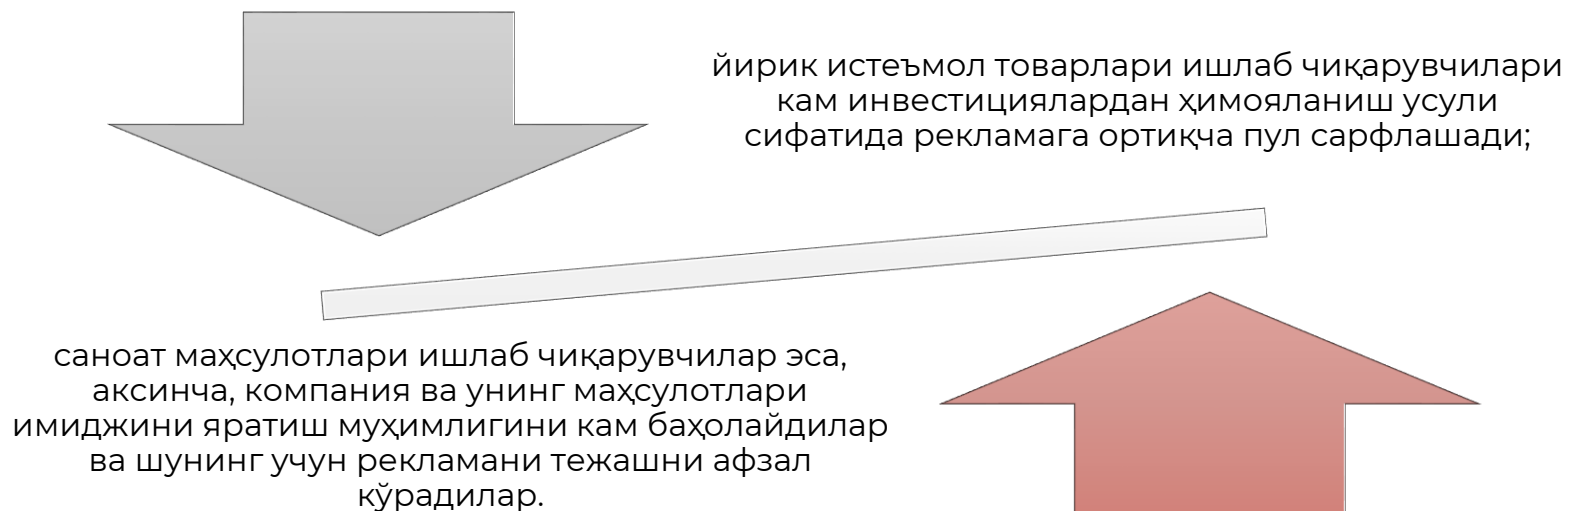 йирик истеъмол товарлари ишлаб чиқарувчилари
кам инвестициялардан ҳимояланиш усули
сифатида рекламага ортиқча пул сарфлашади;
саноат маҳсулотлари ишлаб чиқарувчилар эса,
аксинча, компания ва унинг маҳсулотлари
имиджини яратиш муҳимлигини кам баҳолайдилар
ва шунинг учун рекламани тежашни афзал
кўрадилар.